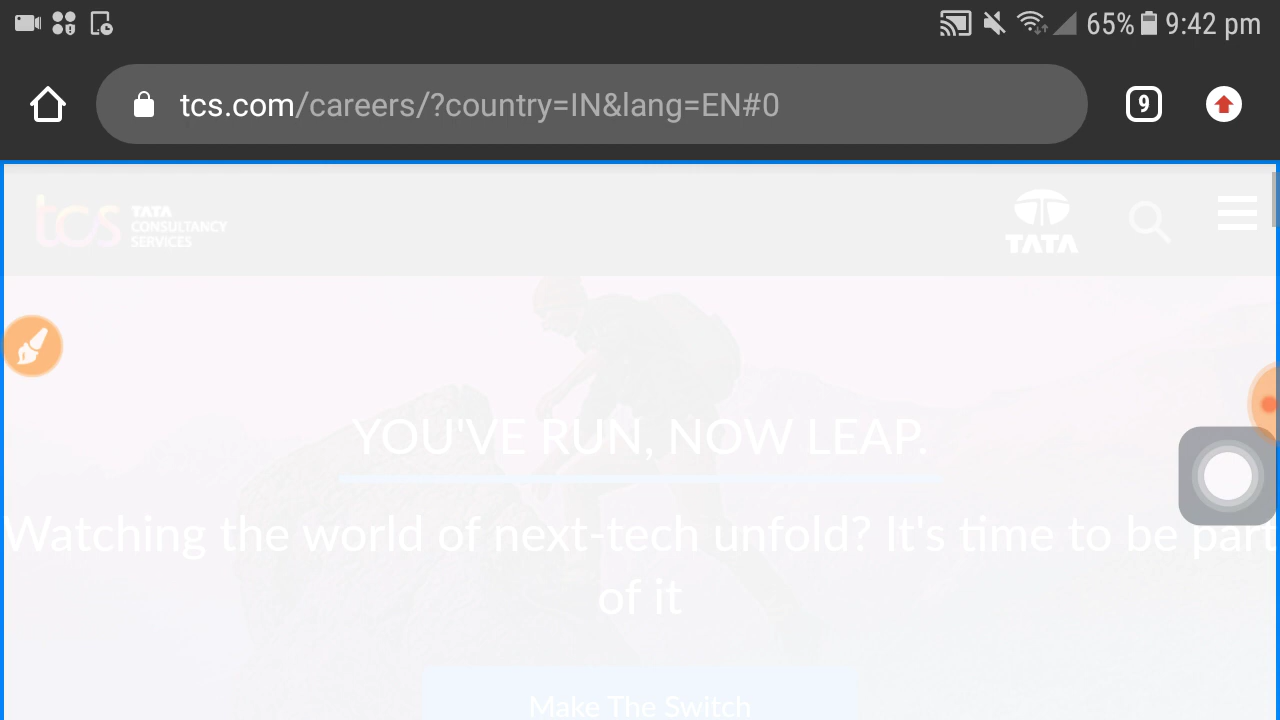 65% 9:42 pm
tcs.com/careers/?country=IN&lang=EN#0
9
tcs TATA
CONSULTANCY
SERVICES
TATA
YOU'VE RUN, NOW LEAP.
Watching the world of next-tech unfold? It's time to be part
of it
Make The Switch